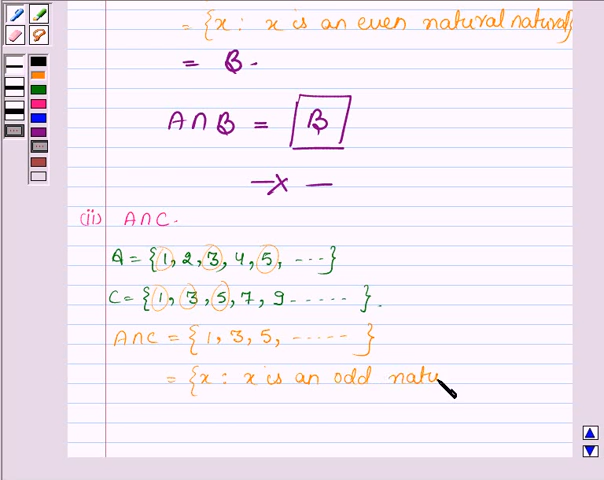 = {x : x is an even natural natural}
= B.
A∩B = B
—x—
(ii) A∩C.
A = {1, 2, 3, 4, 5, ....}
C = {1, 3, 5, 7, 9 ..... }.
A∩C = {1, 3, 5, ......}
= {x : x is an odd natu